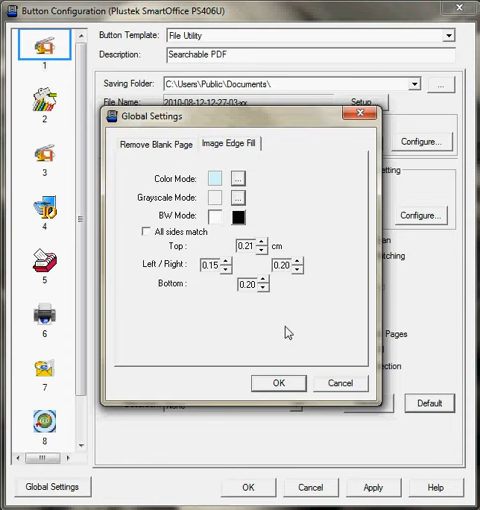 Button Configuration (Plustek SmartOffice PS406U)
1
2
3
4
5
6
7
8
Button Template: File Utility
Description: Searchable PDF
Saving Folder: C:\Users\Public\Documents\ ...
File Name: 2010-08-12-12-27-03-xx Setup
Global Settings
Remove Blank Page Image Edge Fill
Color Mode: ...
Grayscale Mode: ...
BW Mode:
All sides match
Top : 0.21 cm
Left / Right : 0.15 0.20
Bottom : 0.20
OK Cancel
Configure...
etting
Configure...
an
tching
Pages
ection
None
Default
Global Settings OK Cancel Apply Help